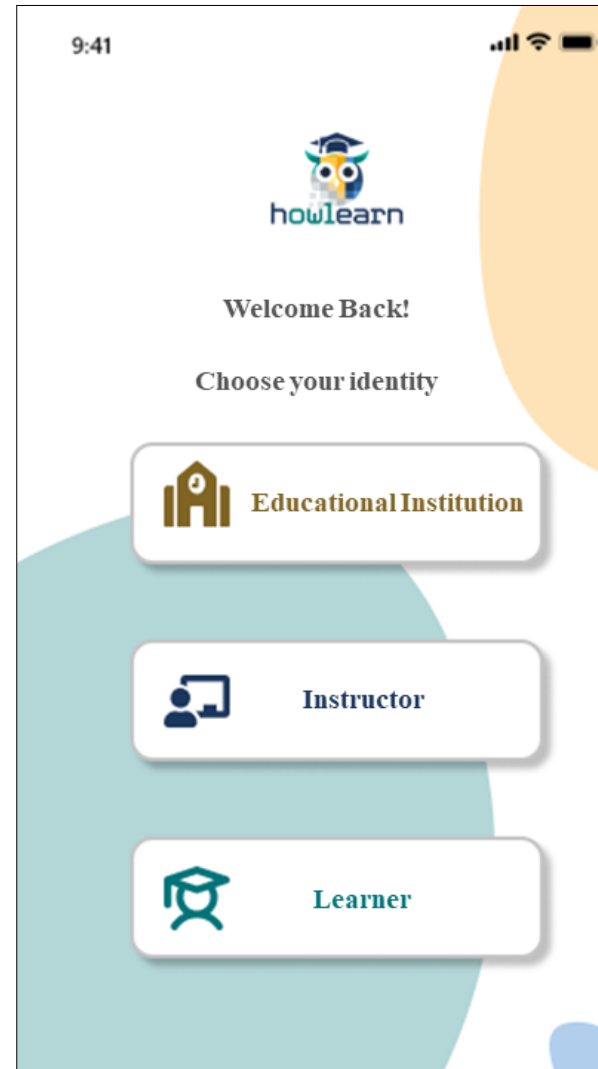 9:41
howlearn
Welcome Back!
Choose your identity
Educational Institution
Instructor
Learner